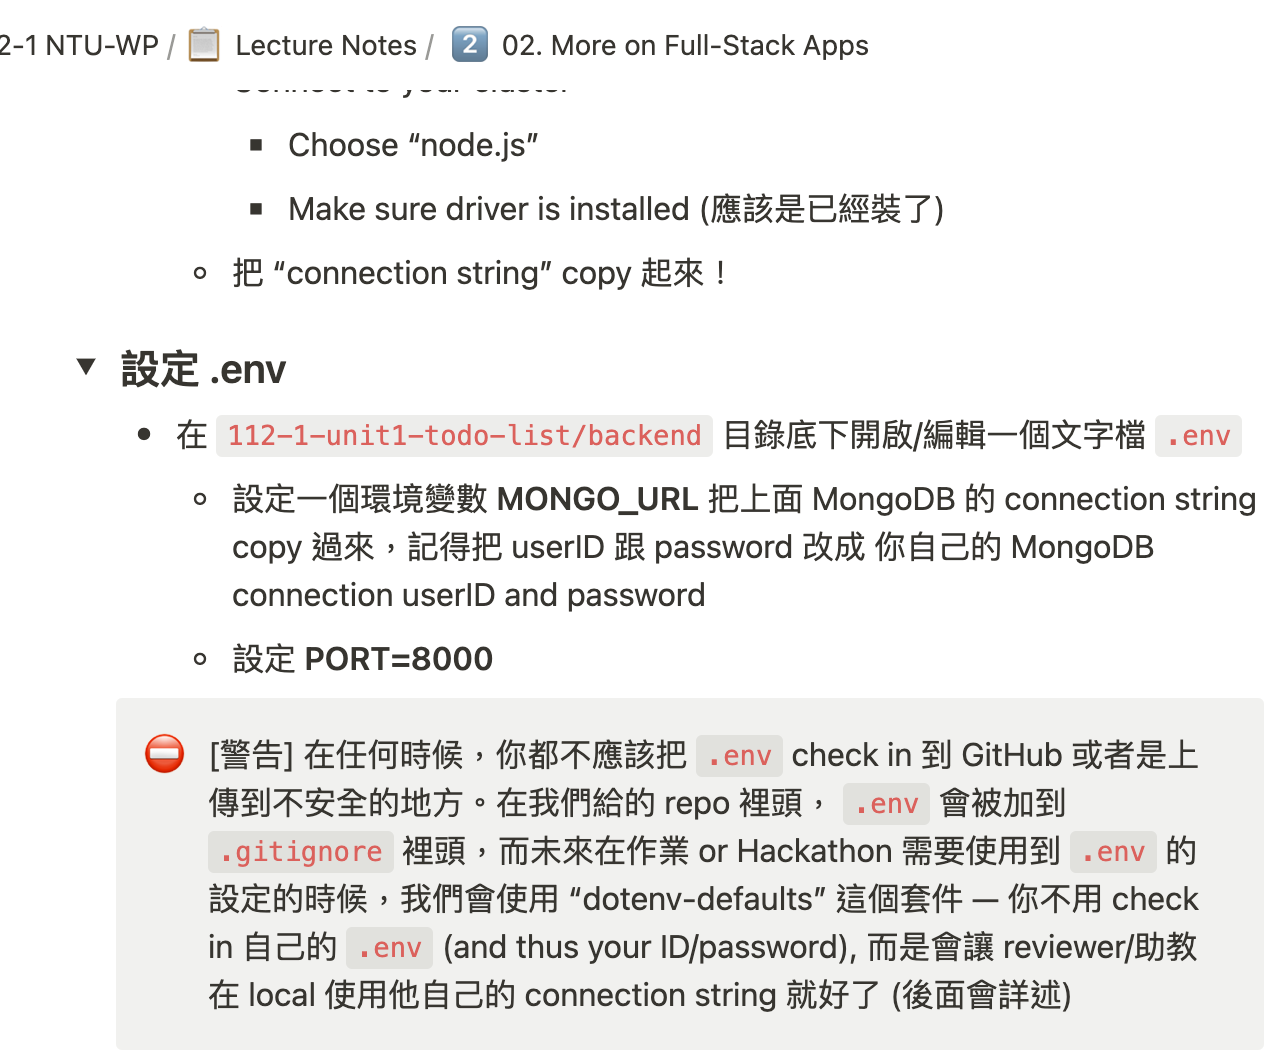 2-1 NTU-WP / 📋 Lecture Notes / 2️⃣ 02. More on Full-Stack Apps
Connect to your cluster
▪ Choose “node.js”
▪ Make sure driver is installed (應該是已經裝了)
◦ 把 “connection string” copy 起來！
▼ 設定 .env
• 在 112-1-unit1-todo-list/backend 目錄底下開啟/編輯一個文字檔 .env
◦ 設定一個環境變數 MONGO_URL 把上面 MongoDB 的 connection string
copy 過來，記得把 userID 跟 password 改成 你自己的 MongoDB
connection userID and password
◦ 設定 PORT=8000
⛔ [警告] 在任何時候，你都不應該把 .env check in 到 GitHub 或者是上
傳到不安全的地方。在我們給的 repo 裡頭， .env 會被加到
.gitignore 裡頭，而未來在作業 or Hackathon 需要使用到 .env 的
設定的時候，我們會使用 “dotenv-defaults” 這個套件 — 你不用 check
in 自己的 .env (and thus your ID/password), 而是會讓 reviewer/助教
在 local 使用他自己的 connection string 就好了 (後面會詳述)